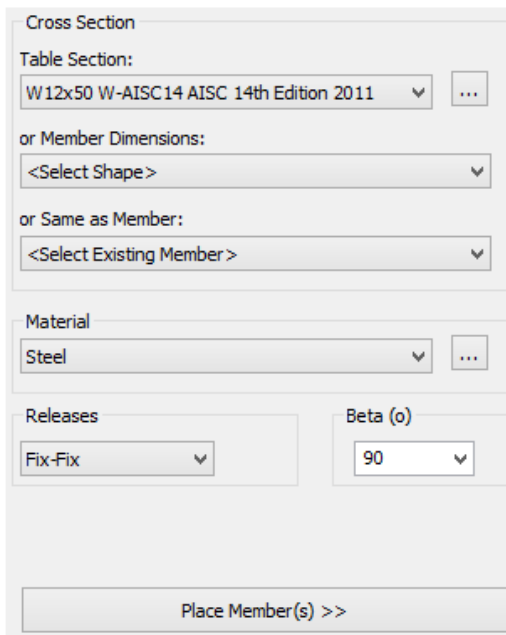 Cross Section
Table Section:
W12x50 W-AISC14 AISC 14th Edition 2011
...
or Member Dimensions:
<Select Shape>
or Same as Member:
<Select Existing Member>
Material
Steel
...
Releases
Beta (o)
Fix-Fix
90
Place Member(s) >>